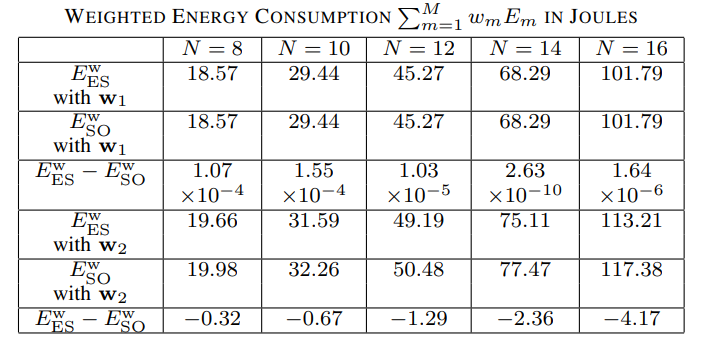 WEIGHTED ENERGY CONSUMPTION $\sum_{m=1}^{M} w_m E_m$ IN JOULES
N = 8 N = 10 N = 12 N = 14 N = 16
$E_{\mathrm{ES}}^{\mathrm{w}}$ 18.57 29.44 45.27 68.29 101.79
with $\mathbf{w}_1$
$E_{\mathrm{SO}}^{\mathrm{w}}$ 18.57 29.44 45.27 68.29 101.79
with $\mathbf{w}_1$
$E_{\mathrm{ES}}^{\mathrm{w}} - E_{\mathrm{SO}}^{\mathrm{w}}$ 1.07 1.55 1.03 2.63 1.64
$\times 10^{-4}$ $\times 10^{-4}$ $\times 10^{-5}$ $\times 10^{-10}$ $\times 10^{-6}$
$E_{\mathrm{ES}}^{\mathrm{w}}$ 19.66 31.59 49.19 75.11 113.21
with $\mathbf{w}_2$
$E_{\mathrm{SO}}^{\mathrm{w}}$ 19.98 32.26 50.48 77.47 117.38
with $\mathbf{w}_2$
$E_{\mathrm{ES}}^{\mathrm{w}} - E_{\mathrm{SO}}^{\mathrm{w}}$ −0.32 −0.67 −1.29 −2.36 −4.17